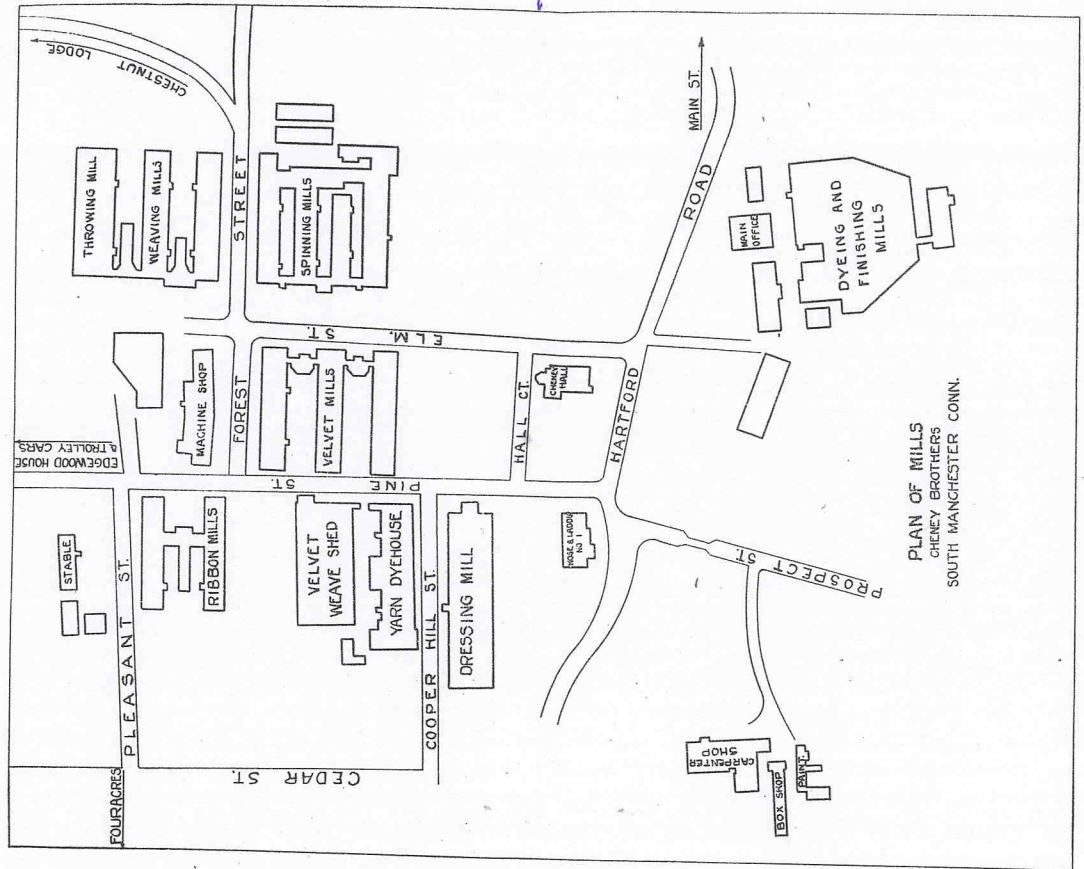 PLAN OF MILLS
CHENEY BROTHERS
SOUTH MANCHESTER CONN.
CHESTNUT LODGE
THROWING MILL
WEAVING MILLS
FOREST STREET
SPINNING MILLS
MAIN ST.
ROAD
MAIN
OFFICE
DYEING AND
FINISHING
MILLS
ELM. ST.
EDGEWOOD HOUSE
& TROLLEY CARS
MACHINE SHOP
VELVET MILLS
HALL CT.
CHENEY
HALL
HARTFORD
PINE ST.
STABLE
PLEASANT ST.
RIBBON MILLS
VELVET
WEAVE SHED
YARN DYEHOUSE
COOPER HILL ST.
DRESSING MILL
HOSE & LADDER
NO 1
PROSPECT ST.
FOURACRES
CEDAR ST.
CARPENTER
SHOP
BOX SHOP
PAINT